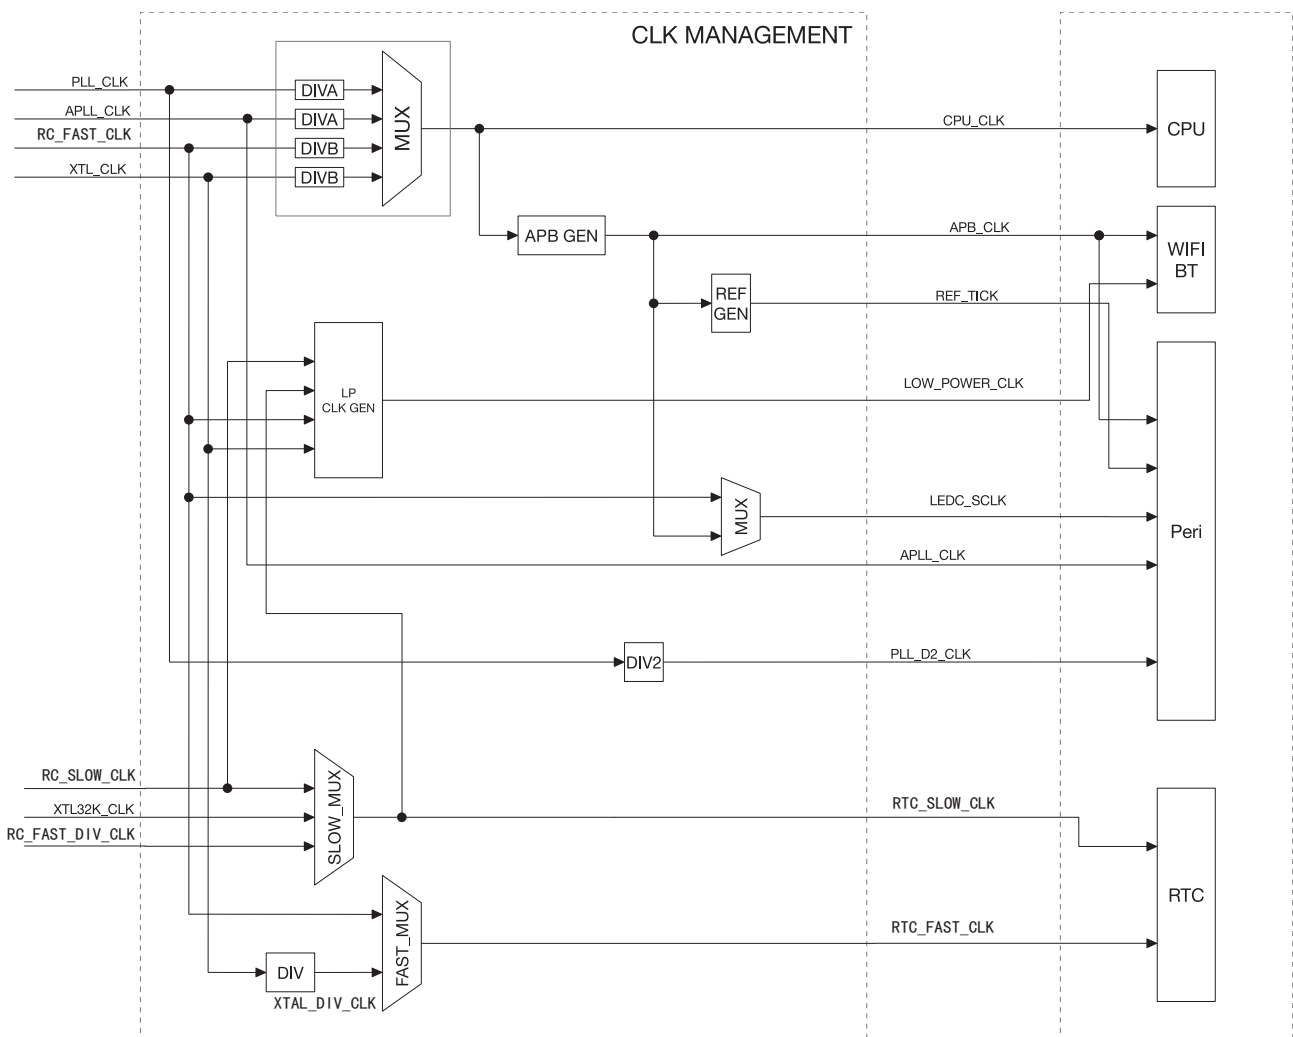 CLK MANAGEMENT
PLL_CLK
DIVA
APLL_CLK
DIVA
RC_FAST_CLK
DIVB
XTL_CLK
DIVB
MUX
CPU_CLK
CPU
APB GEN
APB_CLK
WIFI
BT
REF
GEN
REF_TICK
LP
CLK GEN
LOW_POWER_CLK
MUX
LEDC_SCLK
Peri
APLL_CLK
DIV2
PLL_D2_CLK
RC_SLOW_CLK
XTL32K_CLK
RC_FAST_DIV_CLK
SLOW_MUX
RTC_SLOW_CLK
RTC
FAST_MUX
RTC_FAST_CLK
DIV
XTAL_DIV_CLK